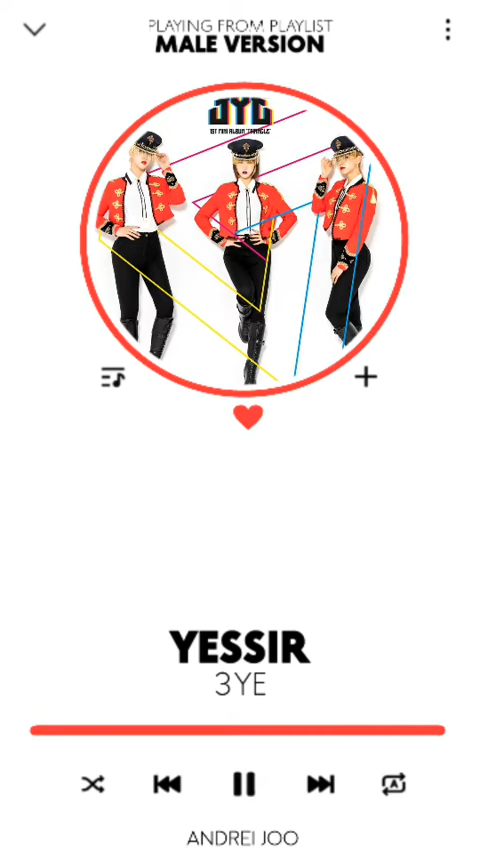 PLAYING FROM PLAYLIST
MALE VERSION
3YE
1ST MINI ALBUM 'TRIANGLE'
YESSIR
3YE
A
ANDREI JOO